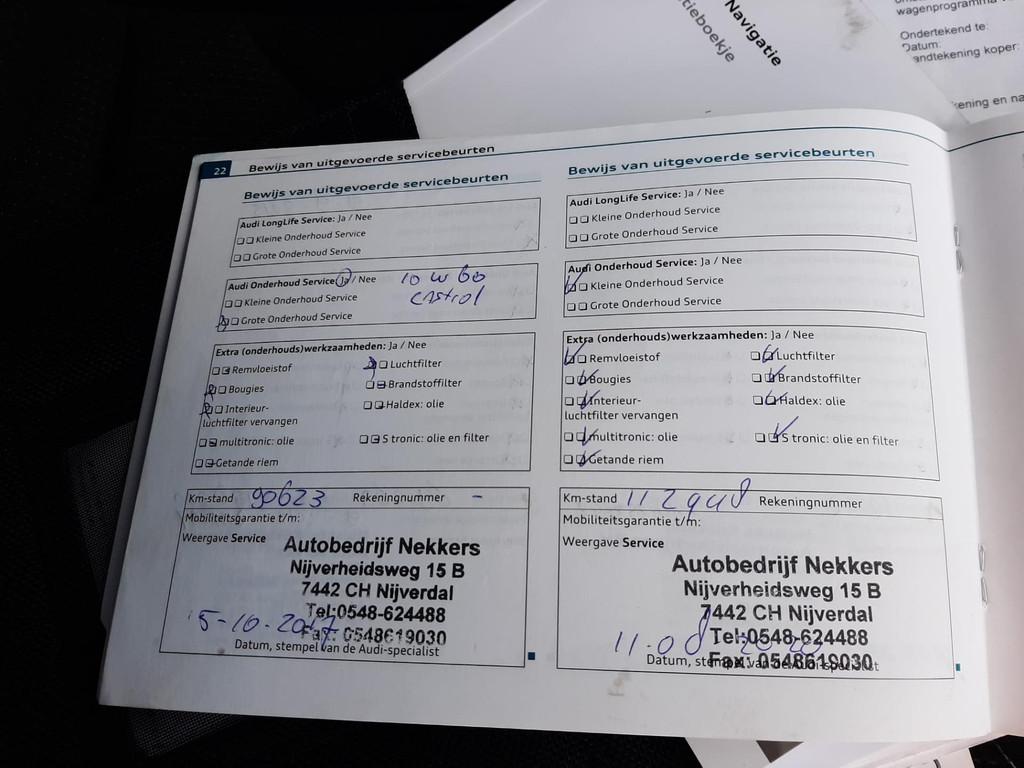 Navigatie
tieboekje
wagenprogramma
Ondertekend te:
Datum:
andtekening koper:
kening en na
22 Bewijs van uitgevoerde servicebeurten
Bewijs van uitgevoerde servicebeurten
Audi LongLife Service: Ja / Nee
Kleine Onderhoud Service
Grote Onderhoud Service
Audi Onderhoud Service: Ja / Nee
10 w 60
Castrol
Kleine Onderhoud Service
Grote Onderhoud Service
Extra (onderhouds)werkzaamheden: Ja / Nee
Remvloeistof Luchtfilter
Bougies Brandstoffilter
Interieur- Haldex: olie
luchtfilter vervangen
multitronic: olie S tronic: olie en filter
Getande riem
Km-stand 90623 Rekeningnummer -
Mobiliteitsgarantie t/m:
Weergave Service
Autobedrijf Nekkers
Nijverheidsweg 15 B
7442 CH Nijverdal
Tel:0548-624488
Fax: 0548619030
5-10-2017
Datum, stempel van de Audi-specialist
Bewijs van uitgevoerde servicebeurten
Audi LongLife Service: Ja / Nee
Kleine Onderhoud Service
Grote Onderhoud Service
Audi Onderhoud Service: Ja / Nee
Kleine Onderhoud Service
Grote Onderhoud Service
Extra (onderhouds)werkzaamheden: Ja / Nee
Remvloeistof Luchtfilter
Bougies Brandstoffilter
Interieur- Haldex: olie
luchtfilter vervangen
multitronic: olie S tronic: olie en filter
Getande riem
Km-stand 112948 Rekeningnummer
Mobiliteitsgarantie t/m:
Weergave Service
Autobedrijf Nekkers
Nijverheidsweg 15 B
7442 CH Nijverdal
Tel:0548-624488
Fax: 0548619030
11-08
Datum, stempel van de Audi-specialist